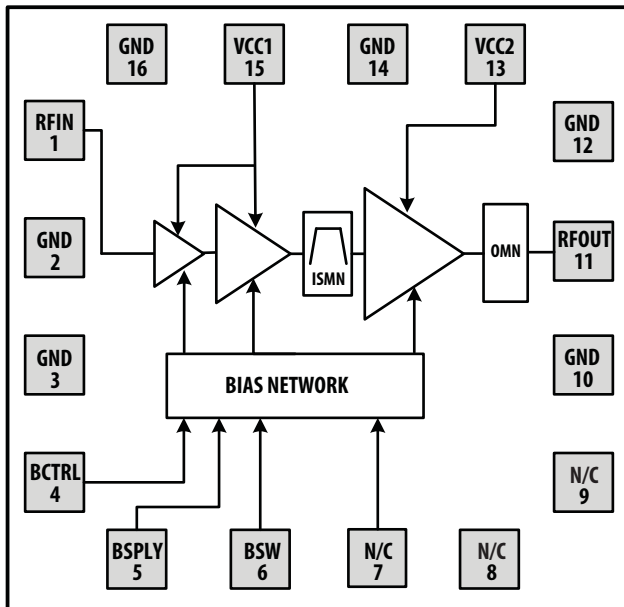 GND
16
VCC1
15
GND
14
VCC2
13
RFIN
1
GND
12
GND
2
ISMN
OMN
RFOUT
11
GND
3
BIAS NETWORK
GND
10
BCTRL
4
N/C
9
BSPLY
5
BSW
6
N/C
7
N/C
8